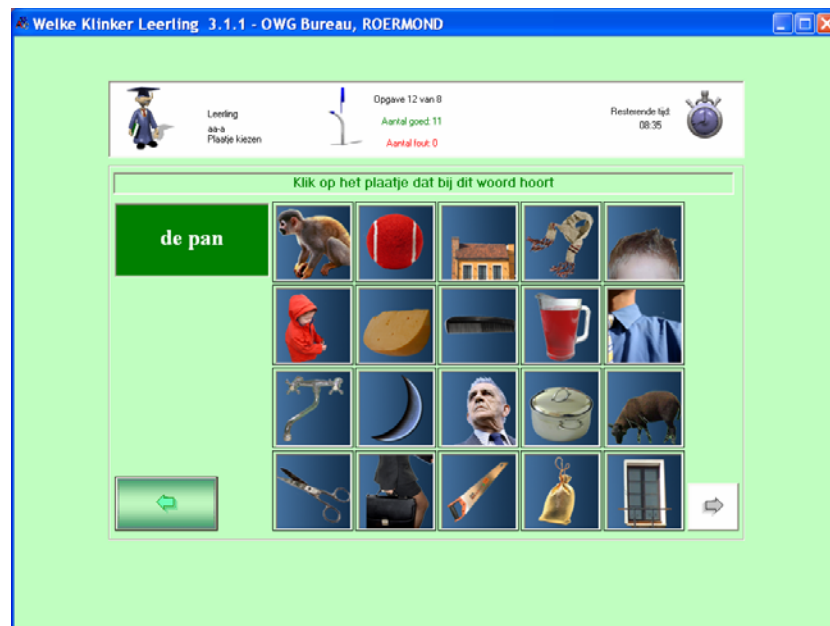 Welke Klinker Leerling 3.1.1 - OWG Bureau, ROERMOND
Leerling
aa-a
Plaatje kiezen
Opgave 12 van 8
Aantal goed: 11
Aantal fout: 0
Resterende tijd:
08:35
Klik op het plaatje dat bij dit woord hoort
de pan